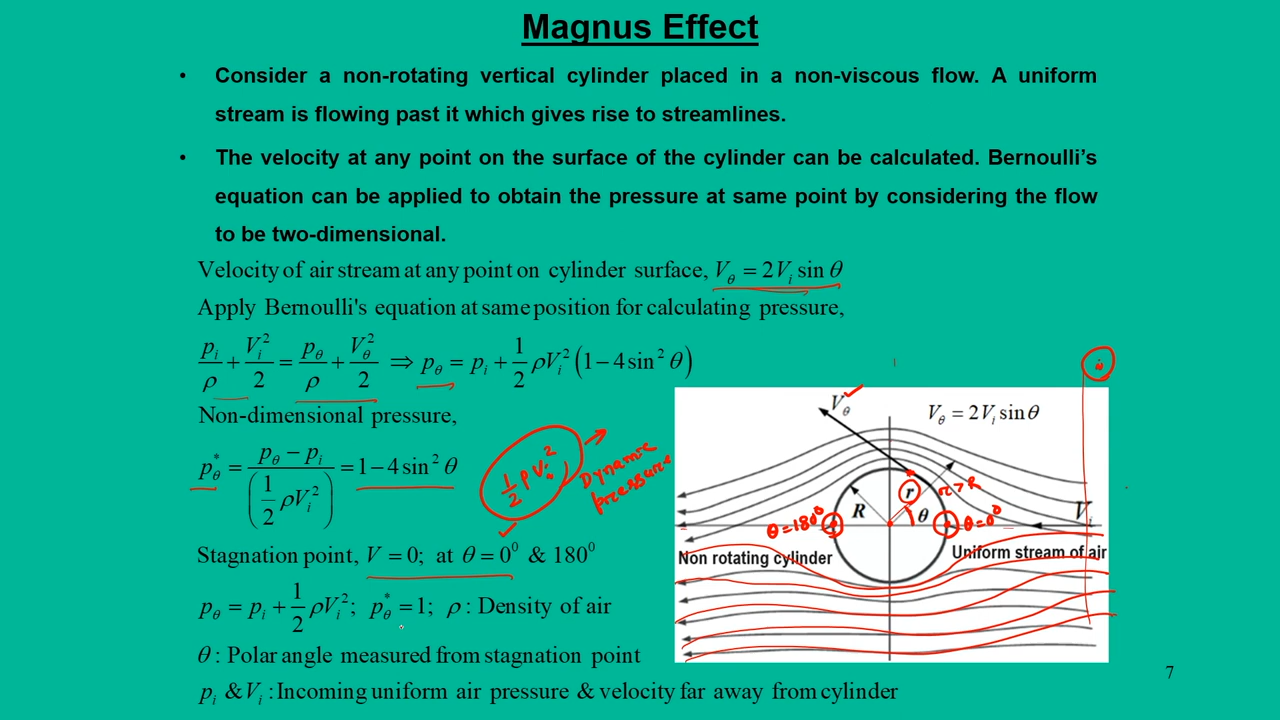 Magnus Effect
• Consider a non-rotating vertical cylinder placed in a non-viscous flow. A uniform
stream is flowing past it which gives rise to streamlines.
• The velocity at any point on the surface of the cylinder can be calculated. Bernoulli's
equation can be applied to obtain the pressure at same point by considering the flow
to be two-dimensional.
Velocity of air stream at any point on cylinder surface, V_θ = 2V_i sin θ
Apply Bernoulli's equation at same position for calculating pressure,
p_i/ρ + V_i²/2 = p_θ/ρ + V_θ²/2 ⇒ p_θ = p_i + 1/2 ρV_i² (1 − 4 sin² θ)
Non-dimensional pressure,
p_θ* = (p_θ − p_i)/(1/2 ρV_i²) = 1 − 4 sin² θ
1/2 ρ V_i²
Dynamic
pressure
Stagnation point, V = 0; at θ = 0⁰ & 180⁰
p_θ = p_i + 1/2 ρV_i²; p_θ* = 1; ρ : Density of air
θ : Polar angle measured from stagnation point
p_i & V_i : Incoming uniform air pressure & velocity far away from cylinder
V_θ
V_θ = 2V_i sin θ
r
r > R
R
θ
θ = 180°
θ = 0°
V_i
Non rotating cylinder
Uniform stream of air
7